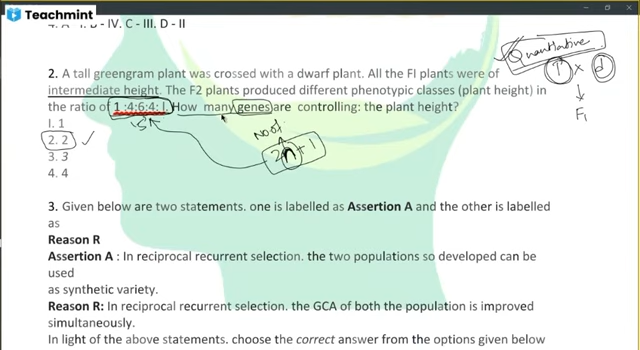 Teachmint
4. A - I. B - IV. C - III. D - II
Quantitative
T × d
F1
2. A tall greengram plant was crossed with a dwarf plant. All the FI plants were of
intermediate height. The F2 plants produced different phenotypic classes (plant height) in
the ratio of 1 :4:6:4: I. How many genes are controlling: the plant height?
I. 1
2. 2
3. 3
4. 4
5
No of
2n + 1
3. Given below are two statements. one is labelled as Assertion A and the other is labelled
as
Reason R
Assertion A : In reciprocal recurrent selection. the two populations so developed can be
used
as synthetic variety.
Reason R: In reciprocal recurrent selection. the GCA of both the population is improved
simultaneously.
In light of the above statements. choose the correct answer from the options given below